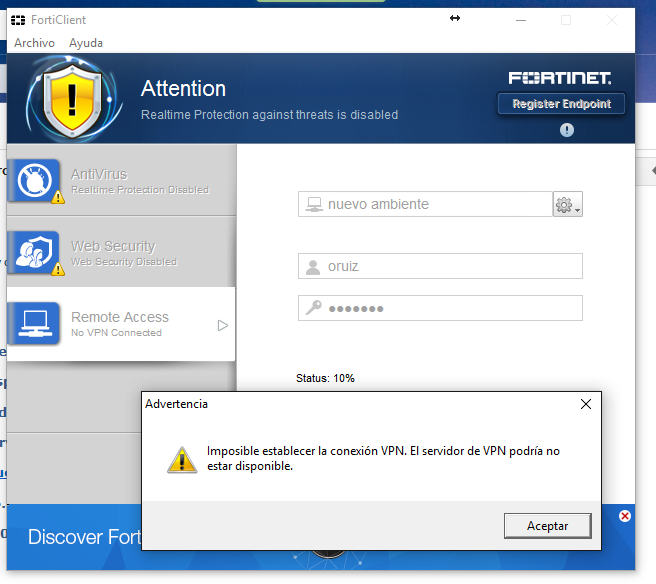 FortiClient
Archivo Ayuda
Attention
Realtime Protection against threats is disabled
FORTINET
Register Endpoint
AntiVirus
Realtime Protection Disabled
Web Security
Web Security Disabled
Remote Access
No VPN Connected
nuevo ambiente
oruiz
Status: 10%
Advertencia
Imposible establecer la conexión VPN. El servidor de VPN podría no
estar disponible.
Aceptar
Discover Fort